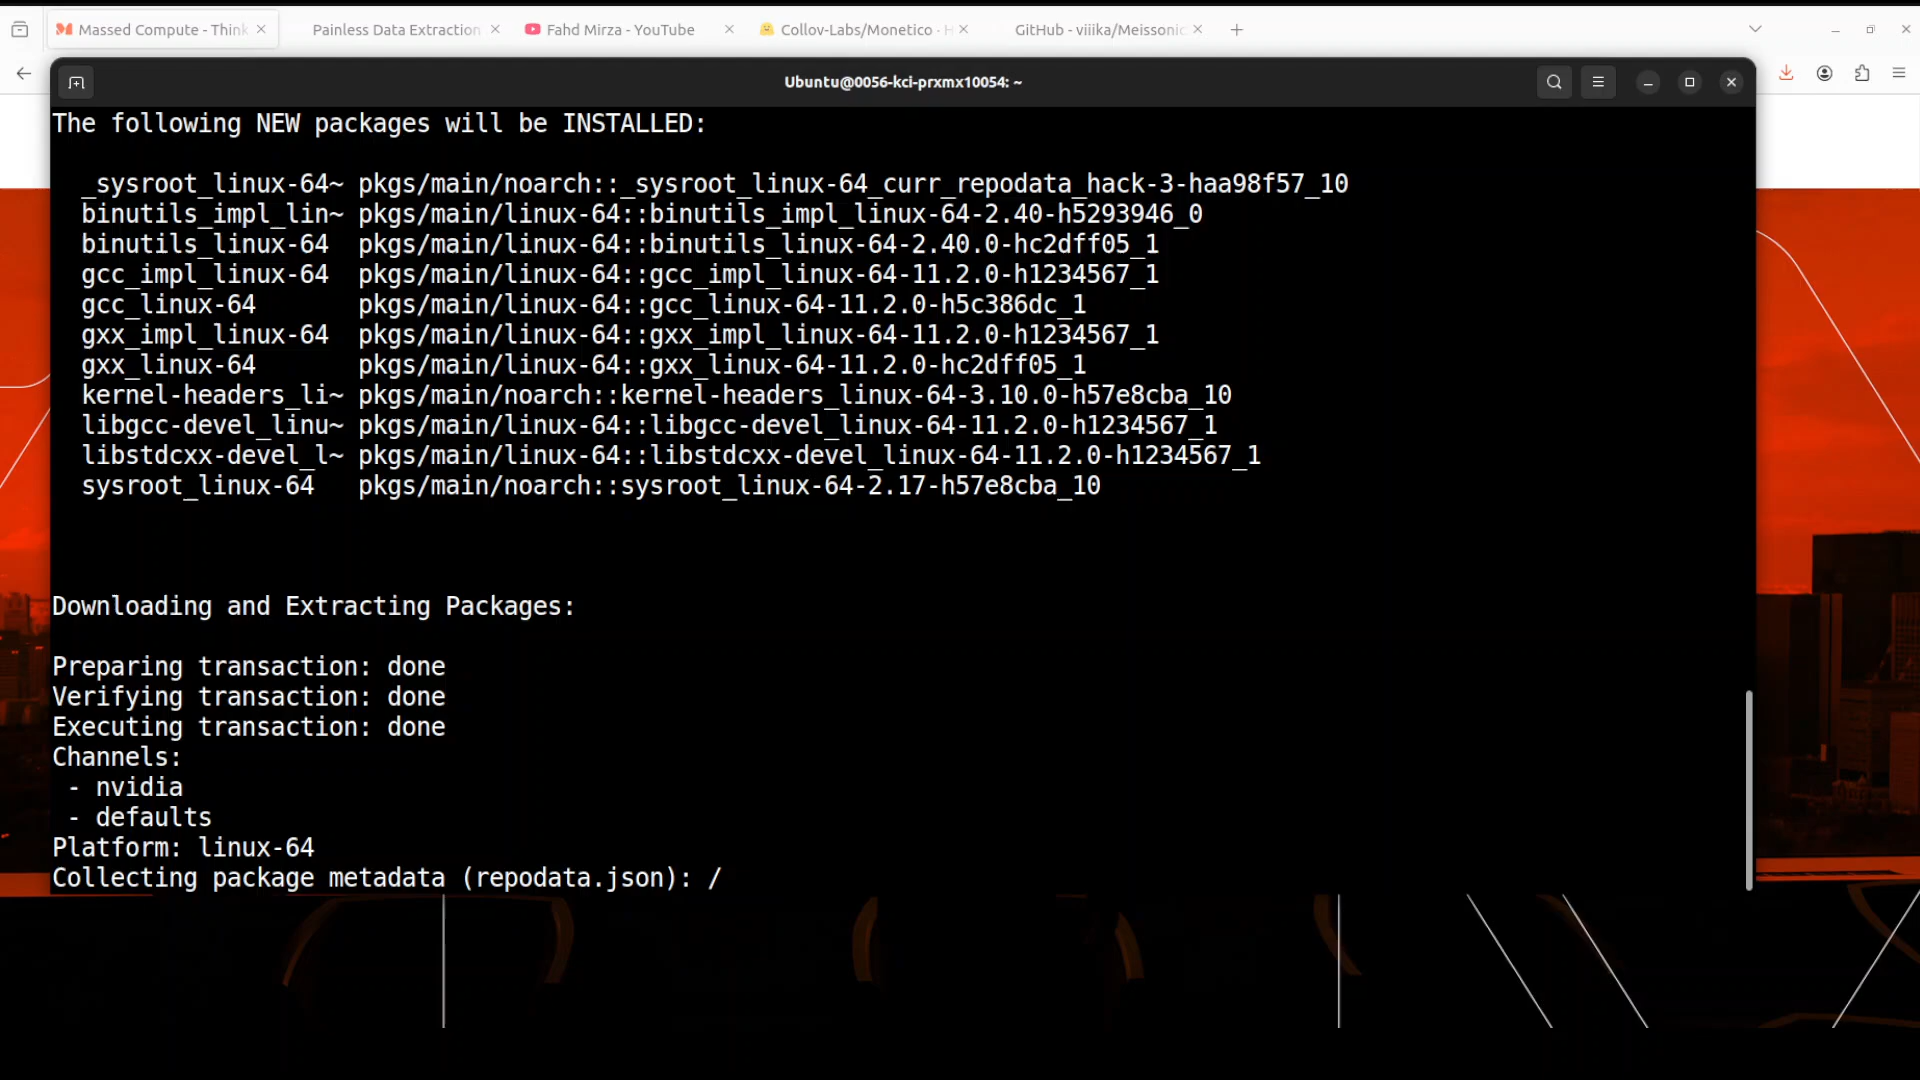 Massed Compute - Think
Painless Data Extraction
Fahd Mirza - YouTube
Collov-Labs/Monetico · H
GitHub - viiika/Meissonic
Ubuntu@0056-kci-prxmx10054: ~
The following NEW packages will be INSTALLED:
_sysroot_linux-64~ pkgs/main/noarch::_sysroot_linux-64_curr_repodata_hack-3-haa98f57_10
binutils_impl_lin~ pkgs/main/linux-64::binutils_impl_linux-64-2.40-h5293946_0
binutils_linux-64 pkgs/main/linux-64::binutils_linux-64-2.40.0-hc2dff05_1
gcc_impl_linux-64 pkgs/main/linux-64::gcc_impl_linux-64-11.2.0-h1234567_1
gcc_linux-64 pkgs/main/linux-64::gcc_linux-64-11.2.0-h5c386dc_1
gxx_impl_linux-64 pkgs/main/linux-64::gxx_impl_linux-64-11.2.0-h1234567_1
gxx_linux-64 pkgs/main/linux-64::gxx_linux-64-11.2.0-hc2dff05_1
kernel-headers_li~ pkgs/main/noarch::kernel-headers_linux-64-3.10.0-h57e8cba_10
libgcc-devel_linu~ pkgs/main/linux-64::libgcc-devel_linux-64-11.2.0-h1234567_1
libstdcxx-devel_l~ pkgs/main/linux-64::libstdcxx-devel_linux-64-11.2.0-h1234567_1
sysroot_linux-64 pkgs/main/noarch::sysroot_linux-64-2.17-h57e8cba_10
Downloading and Extracting Packages:
Preparing transaction: done
Verifying transaction: done
Executing transaction: done
Channels:
- nvidia
- defaults
Platform: linux-64
Collecting package metadata (repodata.json): /